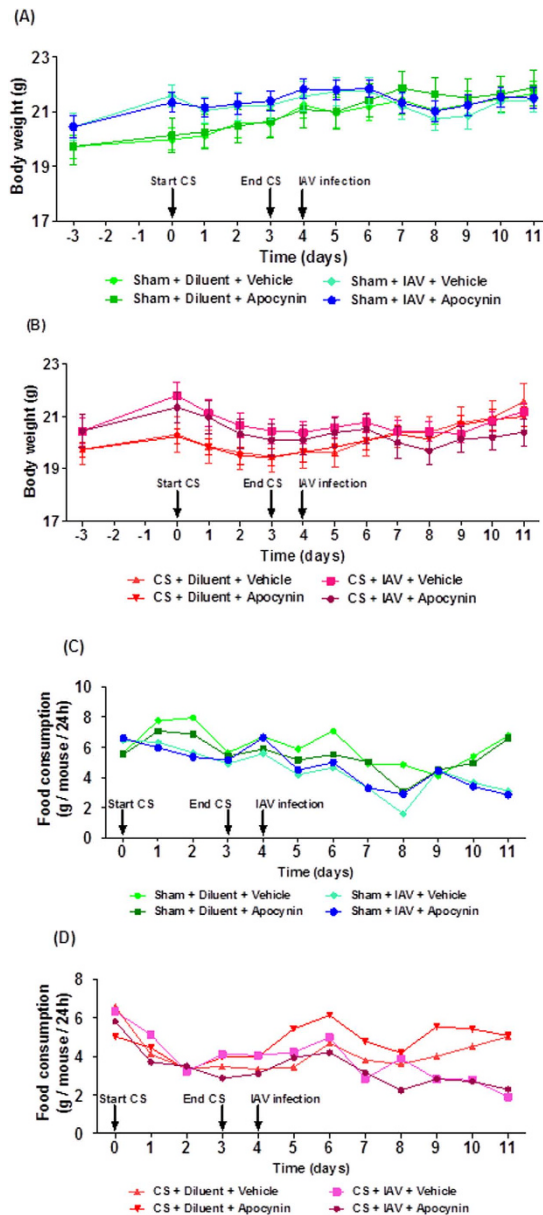 (A)
Body weight (g)
23
21
19
17
Start CS
End CS
IAV infection
-3 -2 -1 0 1 2 3 4 5 6 7 8 9 10 11
Time (days)
Sham + Diluent + Vehicle
Sham + IAV + Vehicle
Sham + Diluent + Apocynin
Sham + IAV + Apocynin
(B)
Body weight (g)
23
21
19
17
Start CS
End CS
IAV infection
-3 -2 -1 0 1 2 3 4 5 6 7 8 9 10 11
Time (days)
CS + Diluent + Vehicle
CS + IAV + Vehicle
CS + Diluent + Apocynin
CS + IAV + Apocynin
(C)
Food consumption
(g / mouse / 24h)
10
8
6
4
2
0
Start CS
End CS
IAV infection
0 1 2 3 4 5 6 7 8 9 10 11
Time (days)
Sham + Diluent + Vehicle
Sham + IAV + Vehicle
Sham + Diluent + Apocynin
Sham + IAV + Apocynin
(D)
Food consumption
(g / mouse / 24h)
8
6
4
2
0
Start CS
End CS
IAV infection
0 1 2 3 4 5 6 7 8 9 10 11
Time (days)
CS + Diluent + Vehicle
CS + IAV + Vehicle
CS + Diluent + Apocynin
CS + IAV + Apocynin